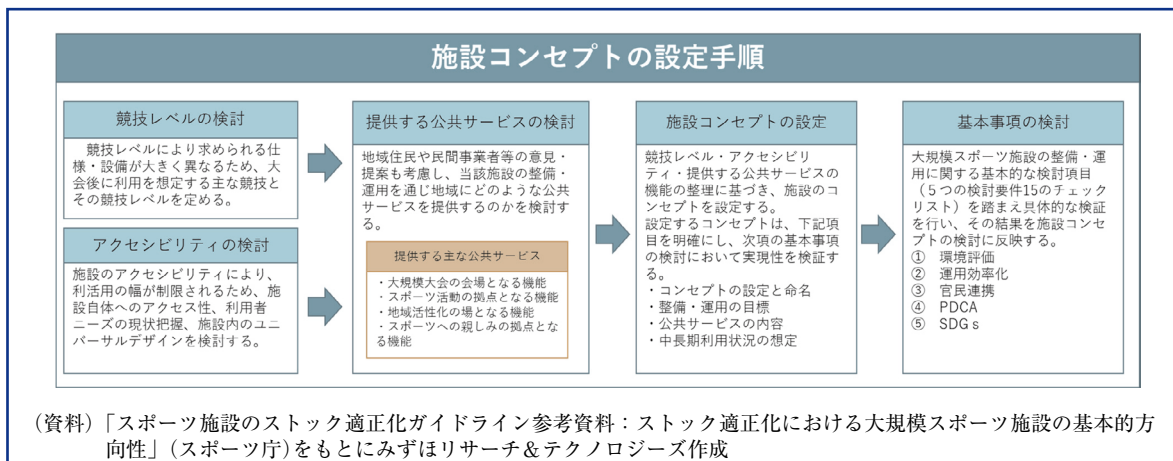 施設コンセプトの設定手順
競技レベルの検討
競技レベルにより求められる仕
様・設備が大きく異なるため、大
会後に利用を想定する主な競技と
その競技レベルを定める。
アクセシビリティの検討
施設のアクセシビリティにより、
利活用の幅が制限されるため、施
設自体へのアクセス性、利用者
ニーズの現状把握、施設内のユニ
バーサルデザインを検討する。
提供する公共サービスの検討
地域住民や民間事業者等の意見・
提案も考慮し、当該施設の整備・
運用を通じ地域にどのような公共
サービスを提供するのかを検討す
る。
提供する主な公共サービス
・大規模大会の会場となる機能
・スポーツ活動の拠点となる機能
・地域活性化の場となる機能
・スポーツへの親しみの拠点とな
る機能
施設コンセプトの設定
競技レベル・アクセシビリ
ティ・提供する公共サービスの
機能の整理に基づき、施設のコ
ンセプトを設定する。
設定するコンセプトは、下記項
目を明確にし、次項の基本事項
の検討において実現性を検証す
る。
・コンセプトの設定と命名
・整備・運用の目標
・公共サービスの内容
・中長期利用状況の想定
基本事項の検討
大規模スポーツ施設の整備・運
用に関する基本的な検討項目
（５つの検討要件15のチェック
リスト）を踏まえ具体的な検証
を行い、その結果を施設コンセ
プトの検討に反映する。
① 環境評価
② 運用効率化
③ 官民連携
④ PDCA
⑤ SDGｓ
（資料）「スポーツ施設のストック適正化ガイドライン参考資料：ストック適正化における大規模スポーツ施設の基本的方
向性」（スポーツ庁）をもとにみずほリサーチ＆テクノロジーズ作成